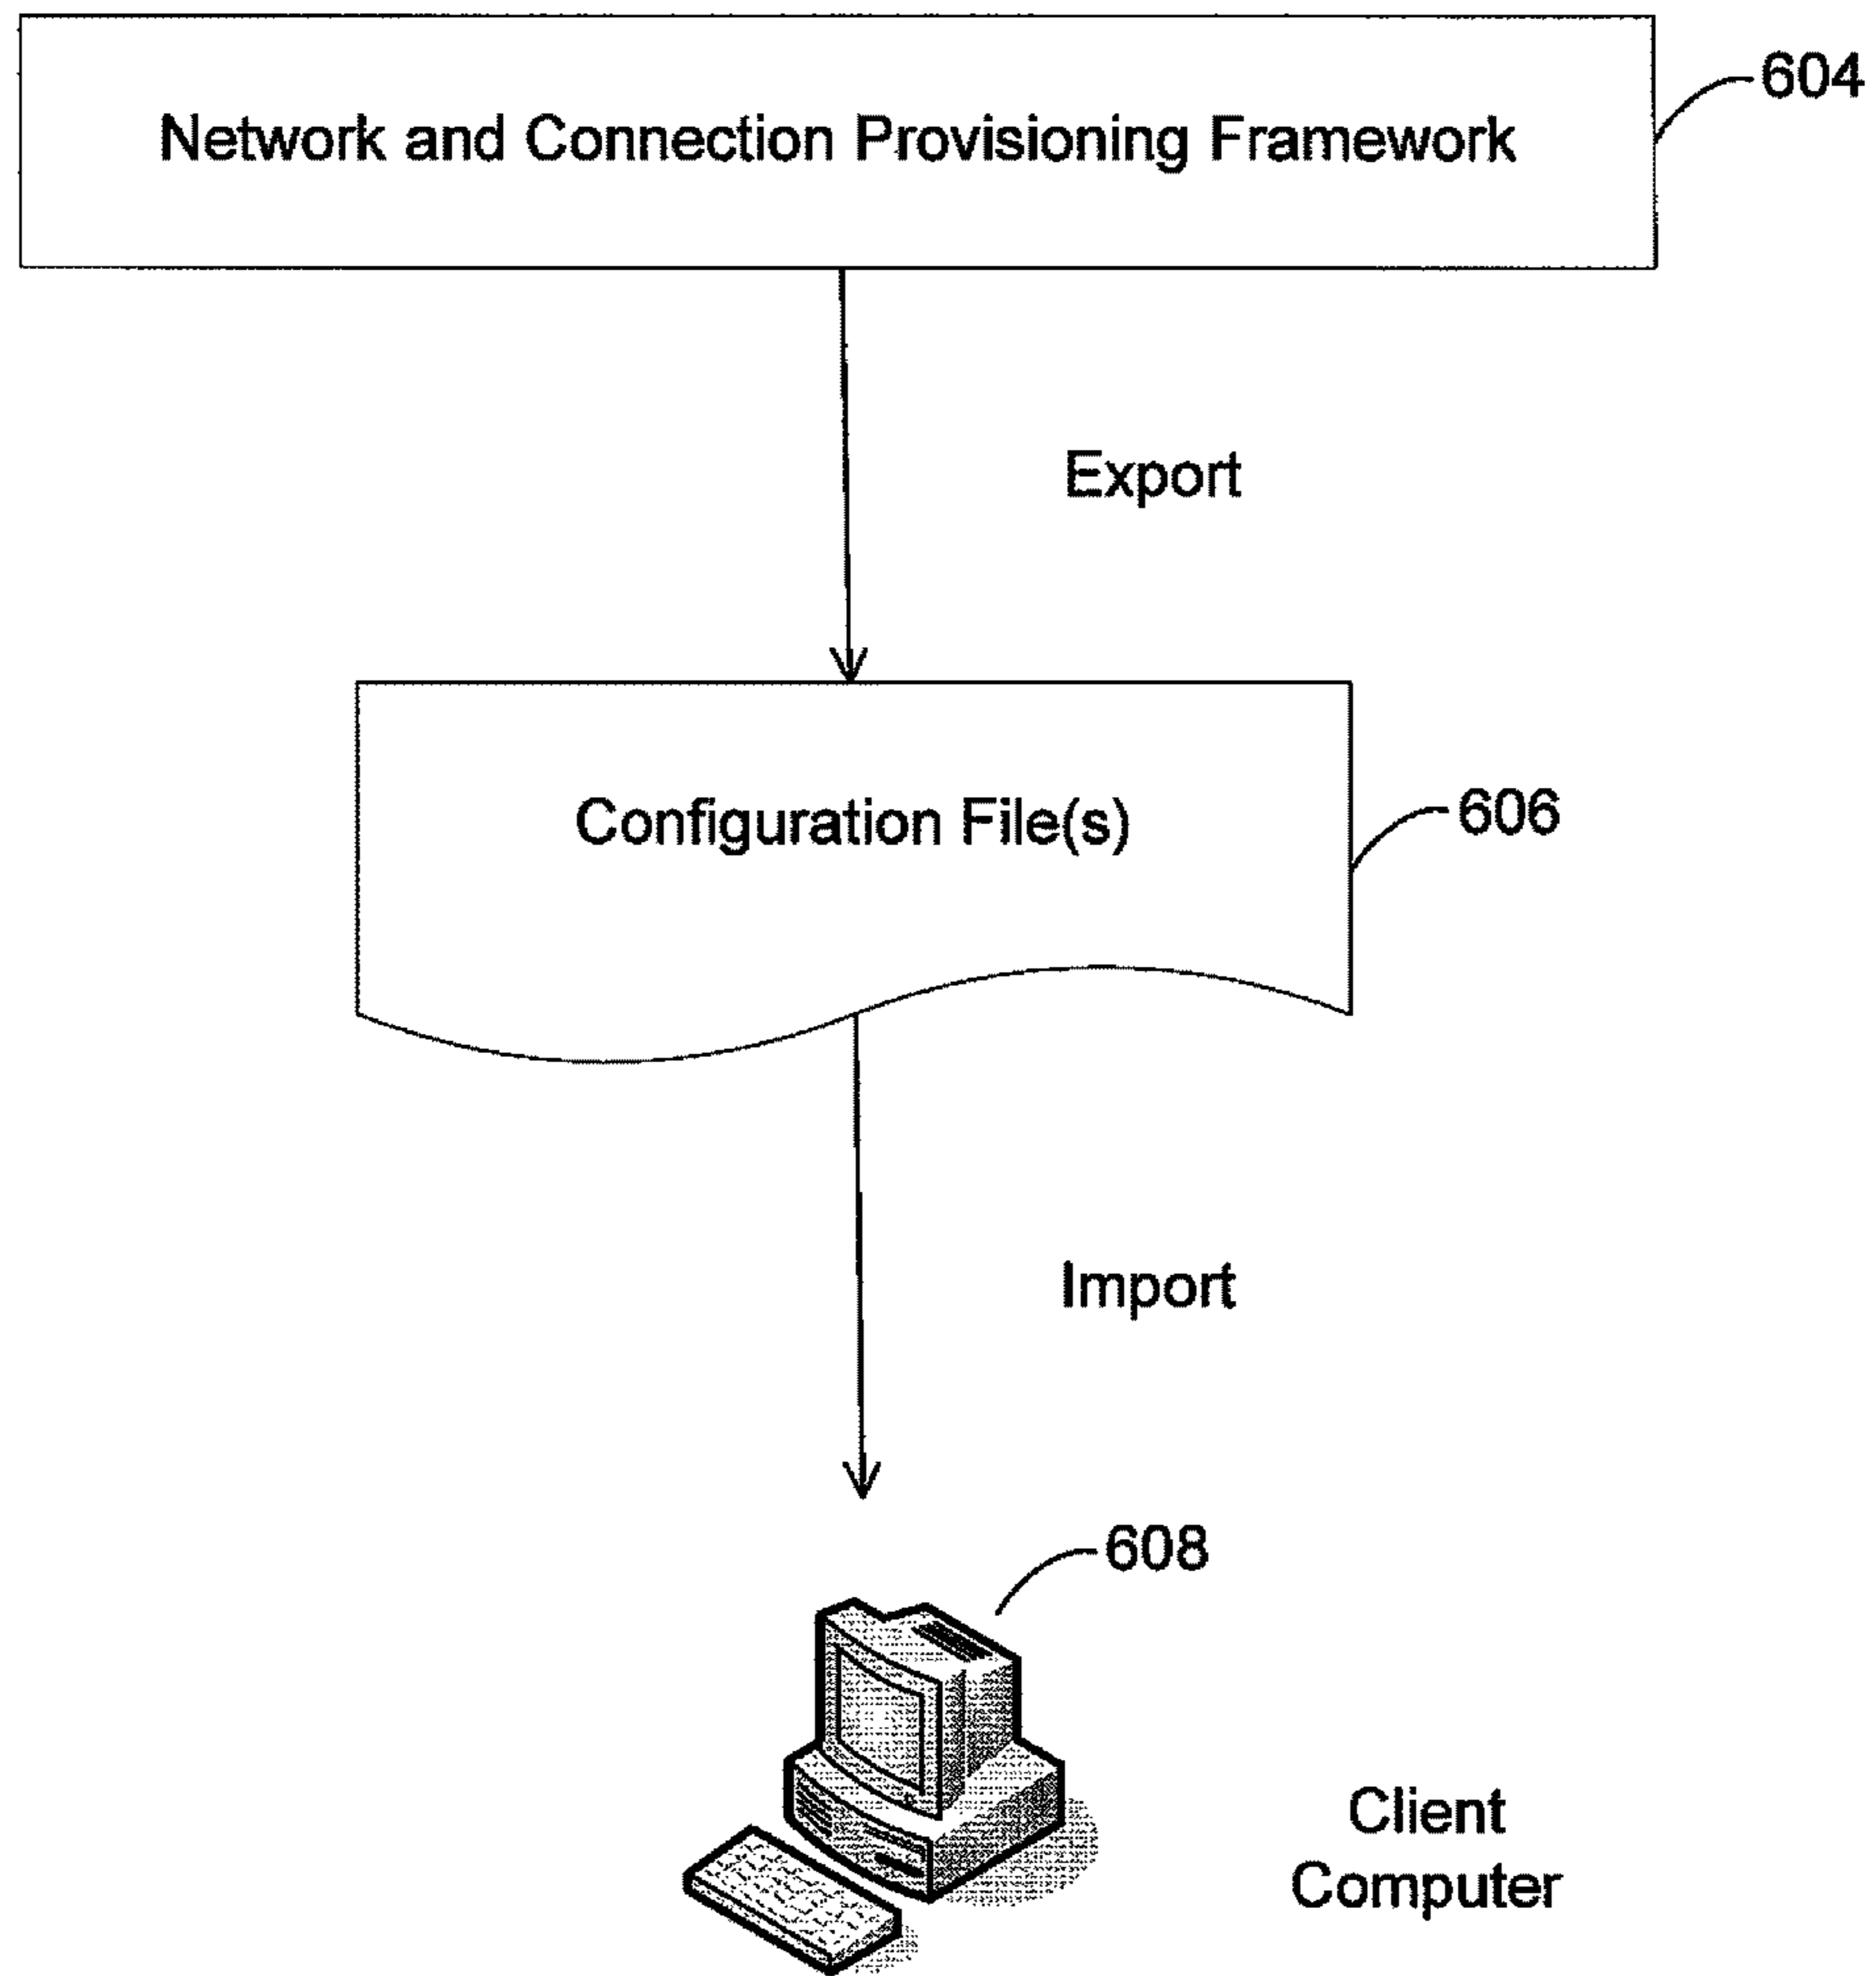 604
Network and Connection Provisioning Framework
Export
Configuration File(s)
606
Import
608
Client
Computer